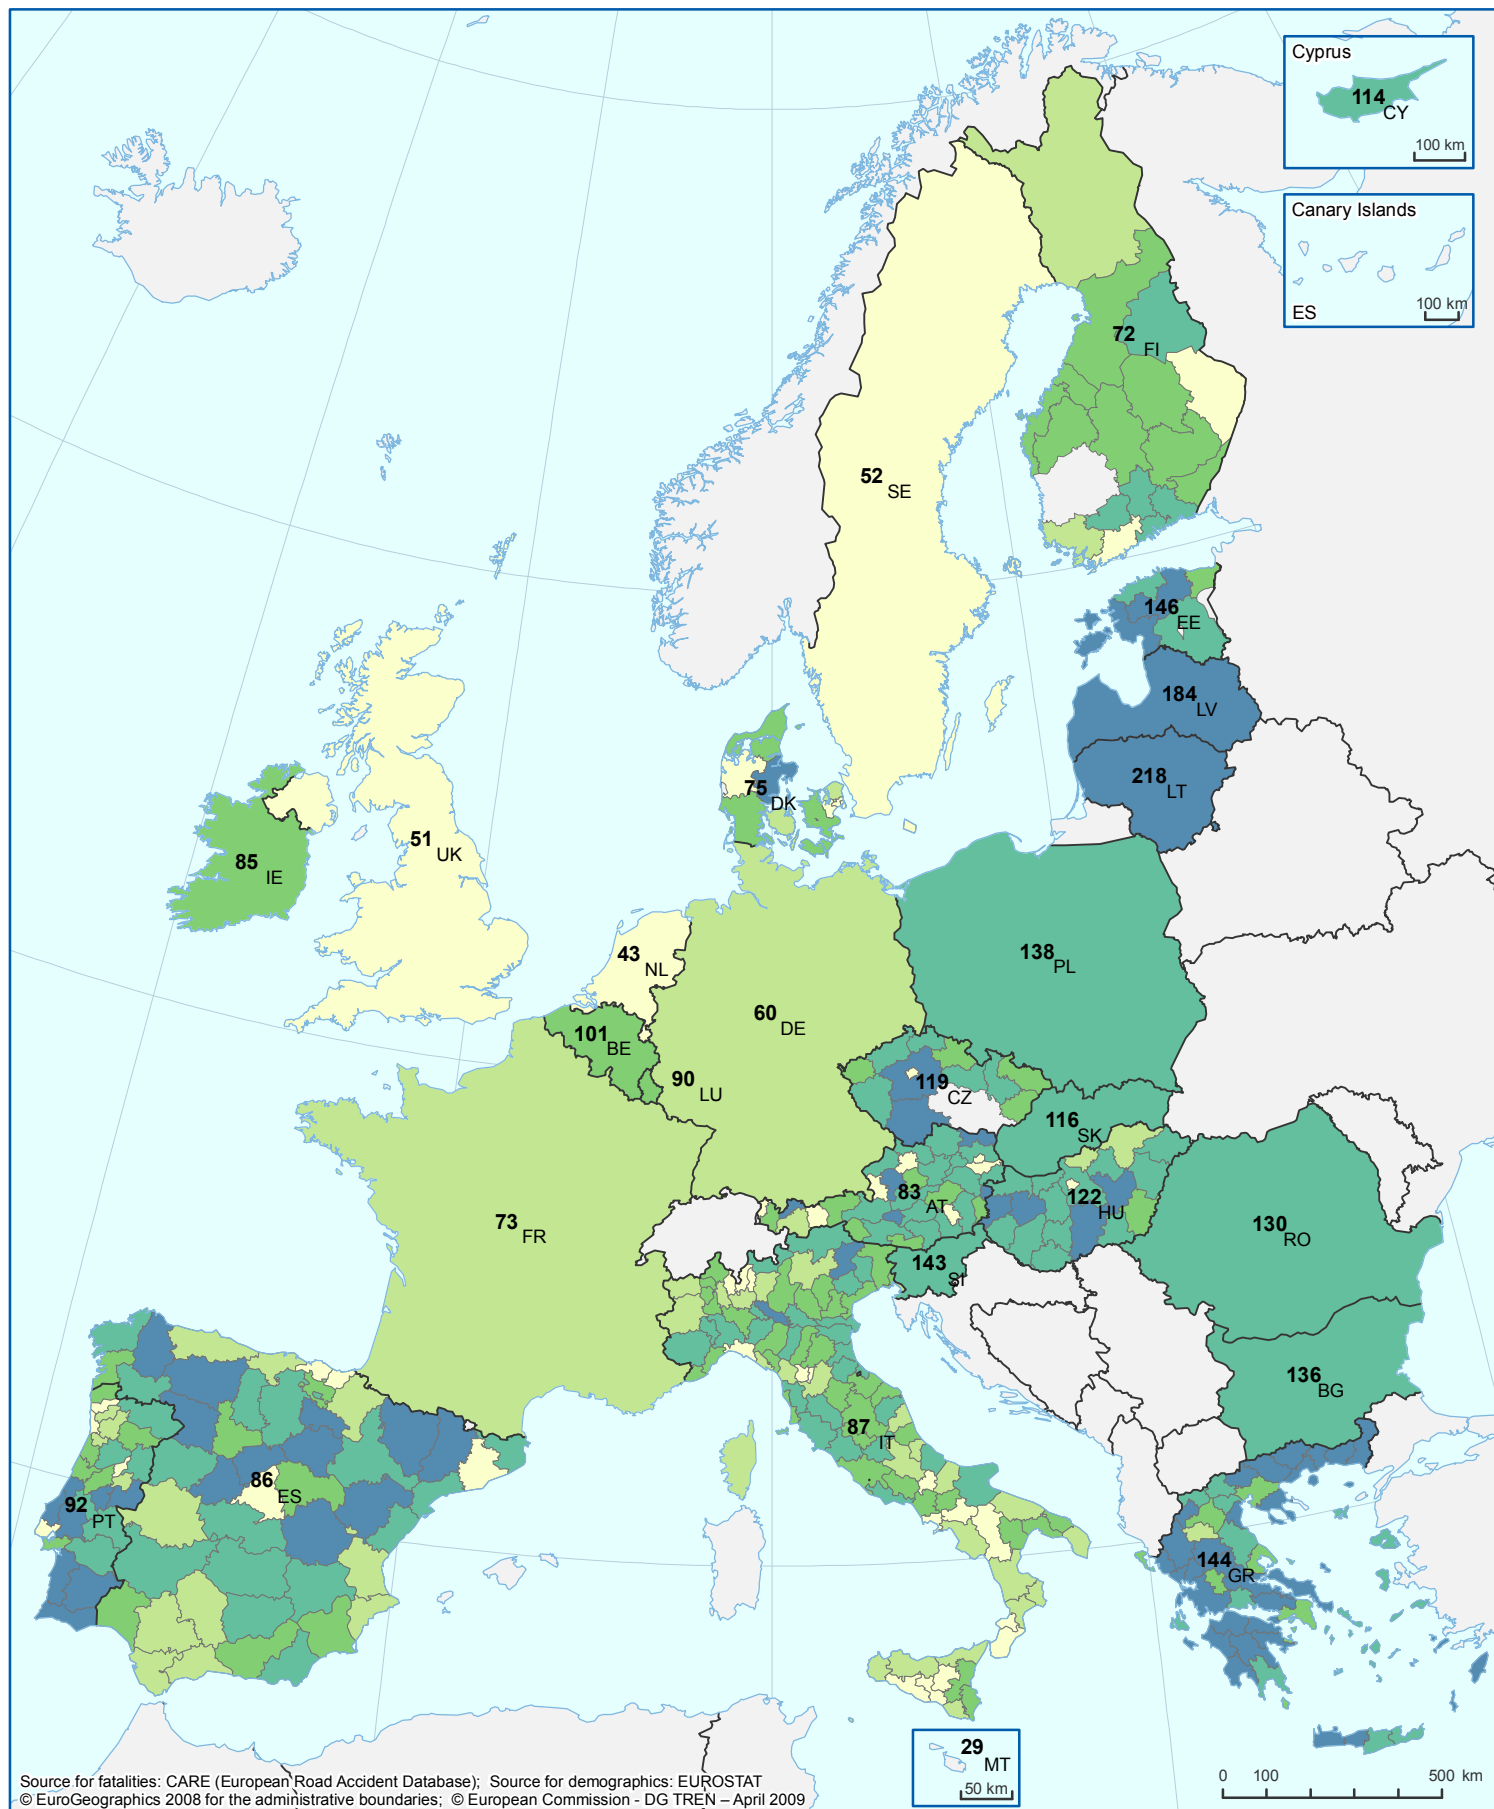 Cyprus
114 CY
100 km
Canary Islands
ES
100 km
72 FI
52 SE
146 EE
184 LV
218 LT
75 DK
51 UK
85 IE
43 NL
138 PL
60 DE
101 BE
90 LU
119 CZ
116 SK
83 AT
122 HU
73 FR
130 RO
143 SI
136 BG
87 IT
86 ES
92 PT
144 GR
29 MT
50 km
0 100 500 km
Source for fatalities: CARE (European Road Accident Database); Source for demographics: EUROSTAT
© EuroGeographics 2008 for the administrative boundaries; © European Commission - DG TREN – April 2009